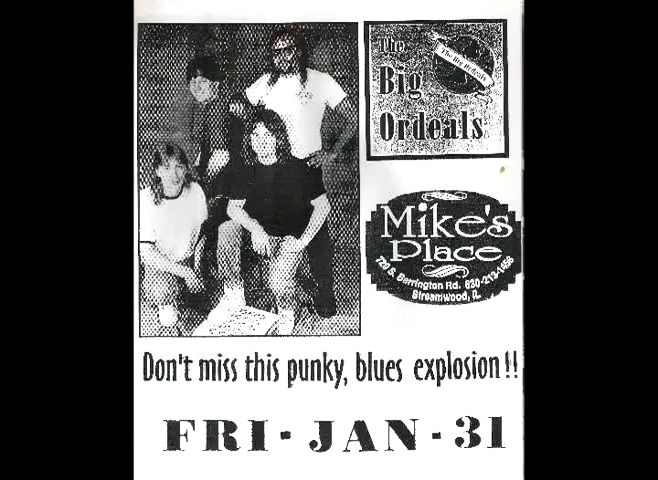 The
Big
Ordeals
The Big Ordeals
Mike's
Place
720 S. Barrington Rd. 630-213-1468
Streamwood, IL
Don't miss this punky, blues explosion!!
FRI - JAN - 31